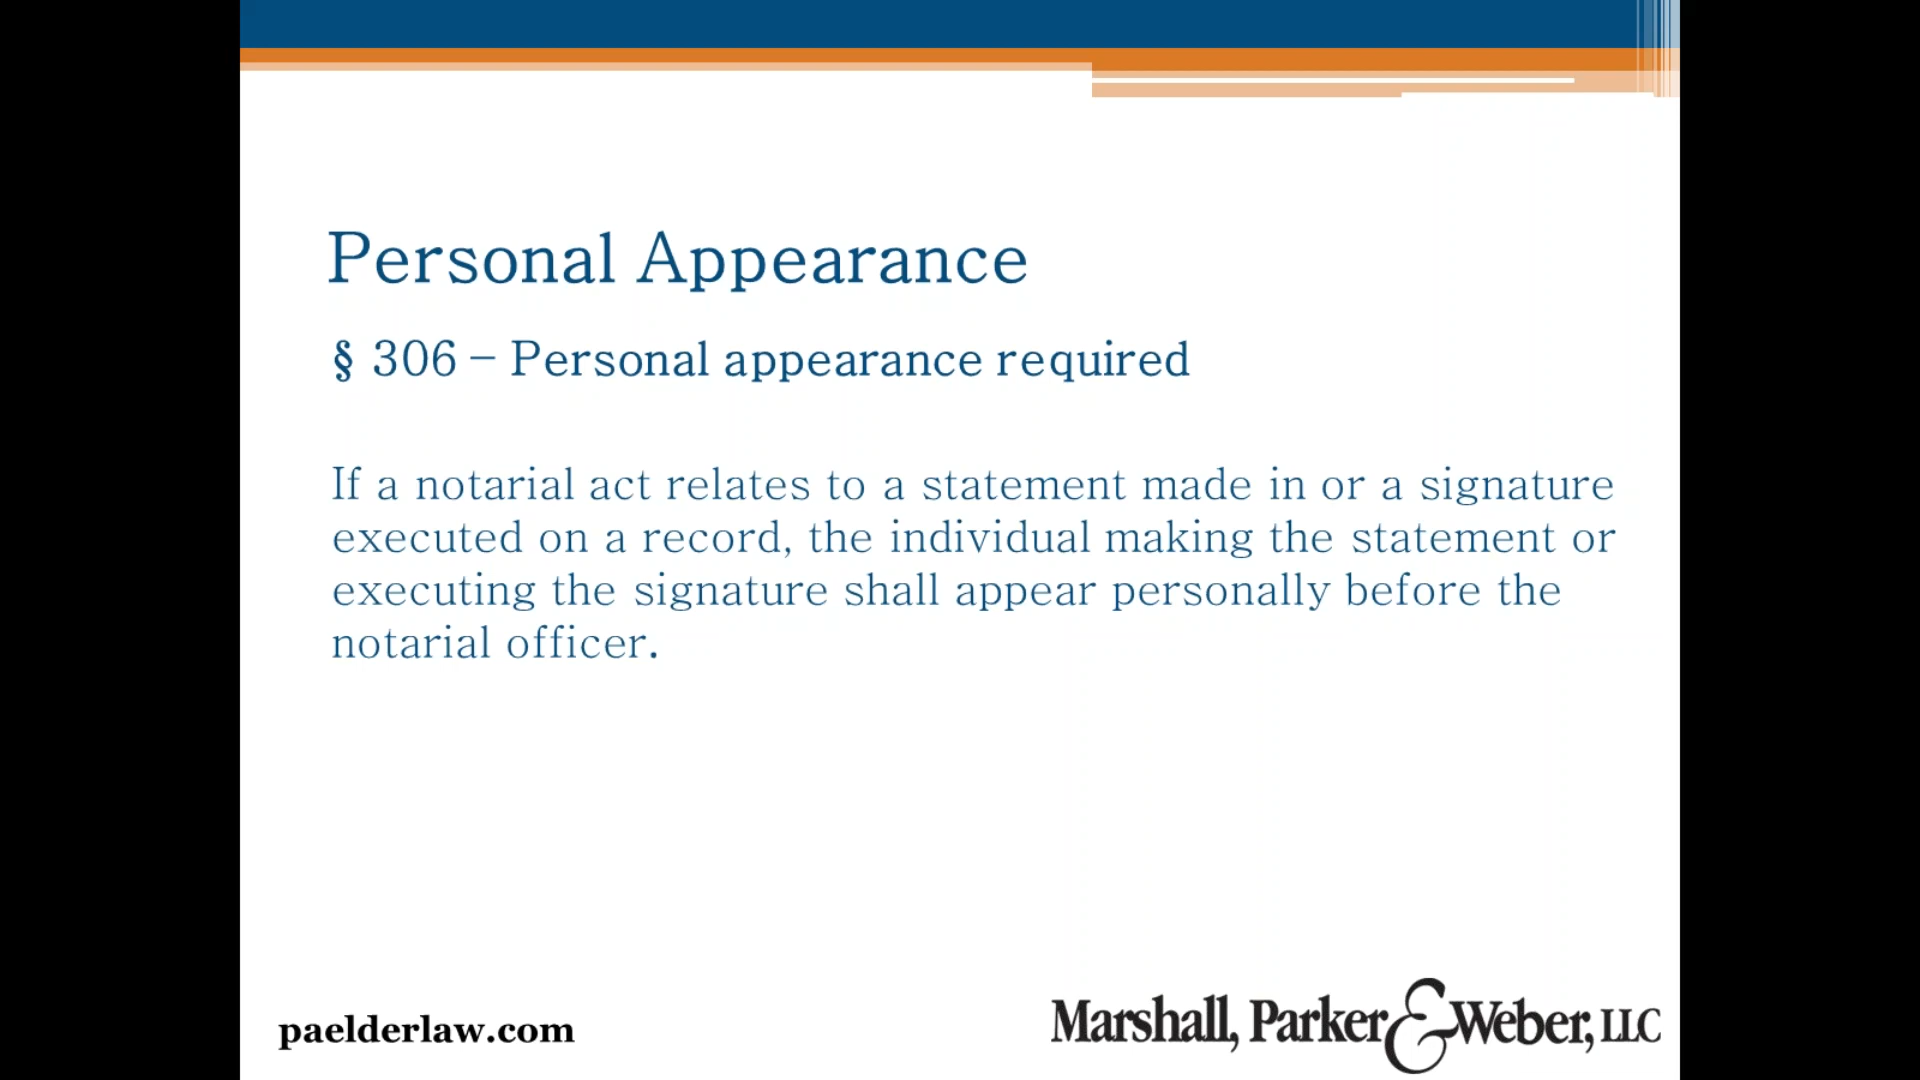 Personal Appearance
§ 306 – Personal appearance required
If a notarial act relates to a statement made in or a signature
executed on a record, the individual making the statement or
executing the signature shall appear personally before the
notarial officer.
paelderlaw.com
Marshall, Parker & Weber, LLC